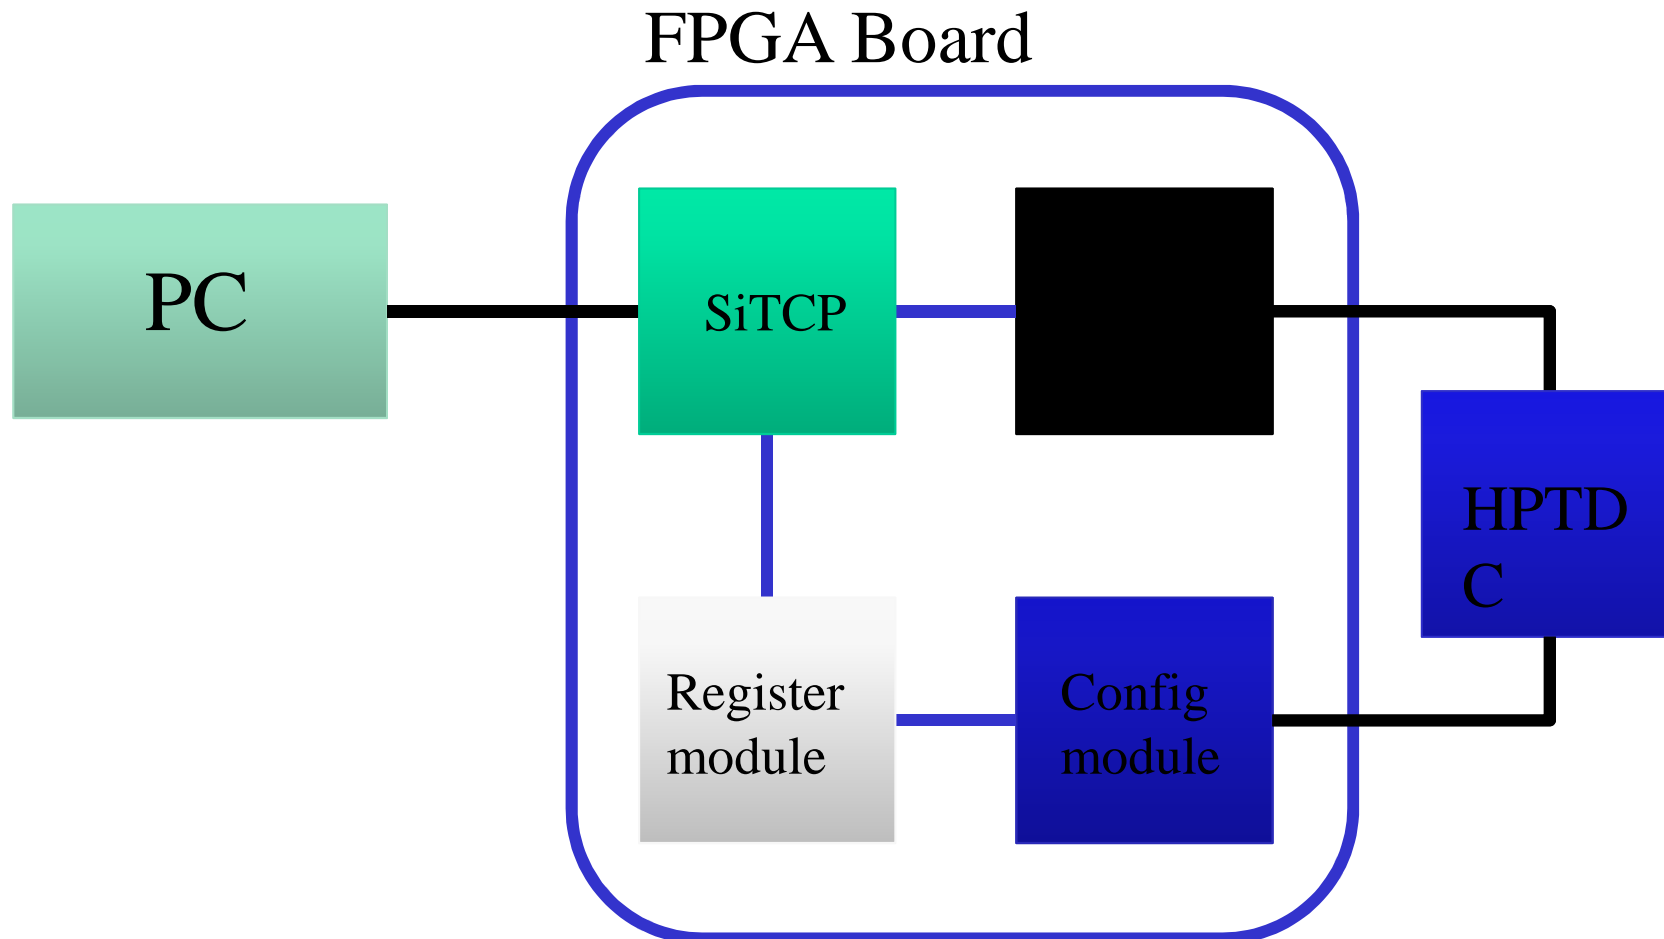 FPGA Board
PC
SiTCP
HPTD
C
Register
module
Config
module